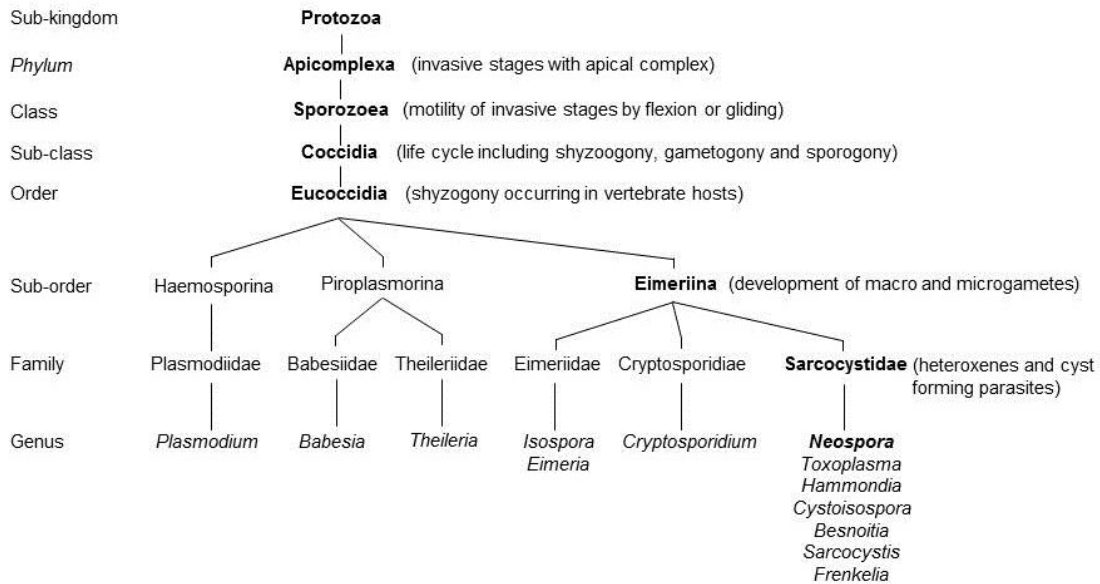 Sub-kingdom Protozoa
Phylum Apicomplexa (invasive stages with apical complex)
Class Sporozoea (motility of invasive stages by flexion or gliding)
Sub-class Coccidia (life cycle including shyzoogony, gametogony and sporogony)
Order Eucoccidia (shyzogony occurring in vertebrate hosts)
Sub-order Haemosporina Piroplasmorina Eimeriina (development of macro and microgametes)
Family Plasmodiidae Babesiidae Theileriidae Eimeriidae Cryptosporidiae Sarcocystidae (heteroxenes and cyst
forming parasites)
Genus Plasmodium Babesia Theileria Isospora Cryptosporidium Neospora
Eimeria Toxoplasma
Hammondia
Cystoisospora
Besnoitia
Sarcocystis
Frenkelia